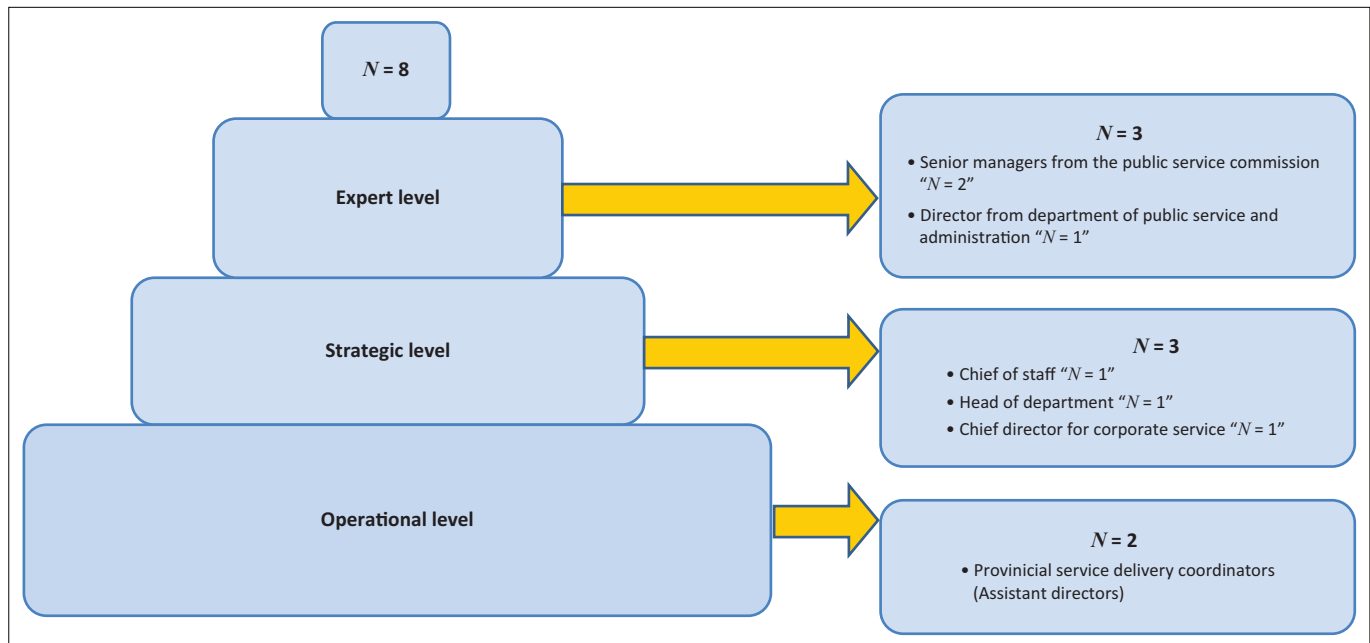 N = 8
Expert level
N = 3
• Senior managers from the public service commission
“N = 2”
• Director from department of public service and
administration “N = 1”
Strategic level
N = 3
• Chief of staff “N = 1”
• Head of department “N = 1”
• Chief director for corporate service “N = 1”
Operational level
N = 2
• Provinicial service delivery coordinators
(Assistant directors)